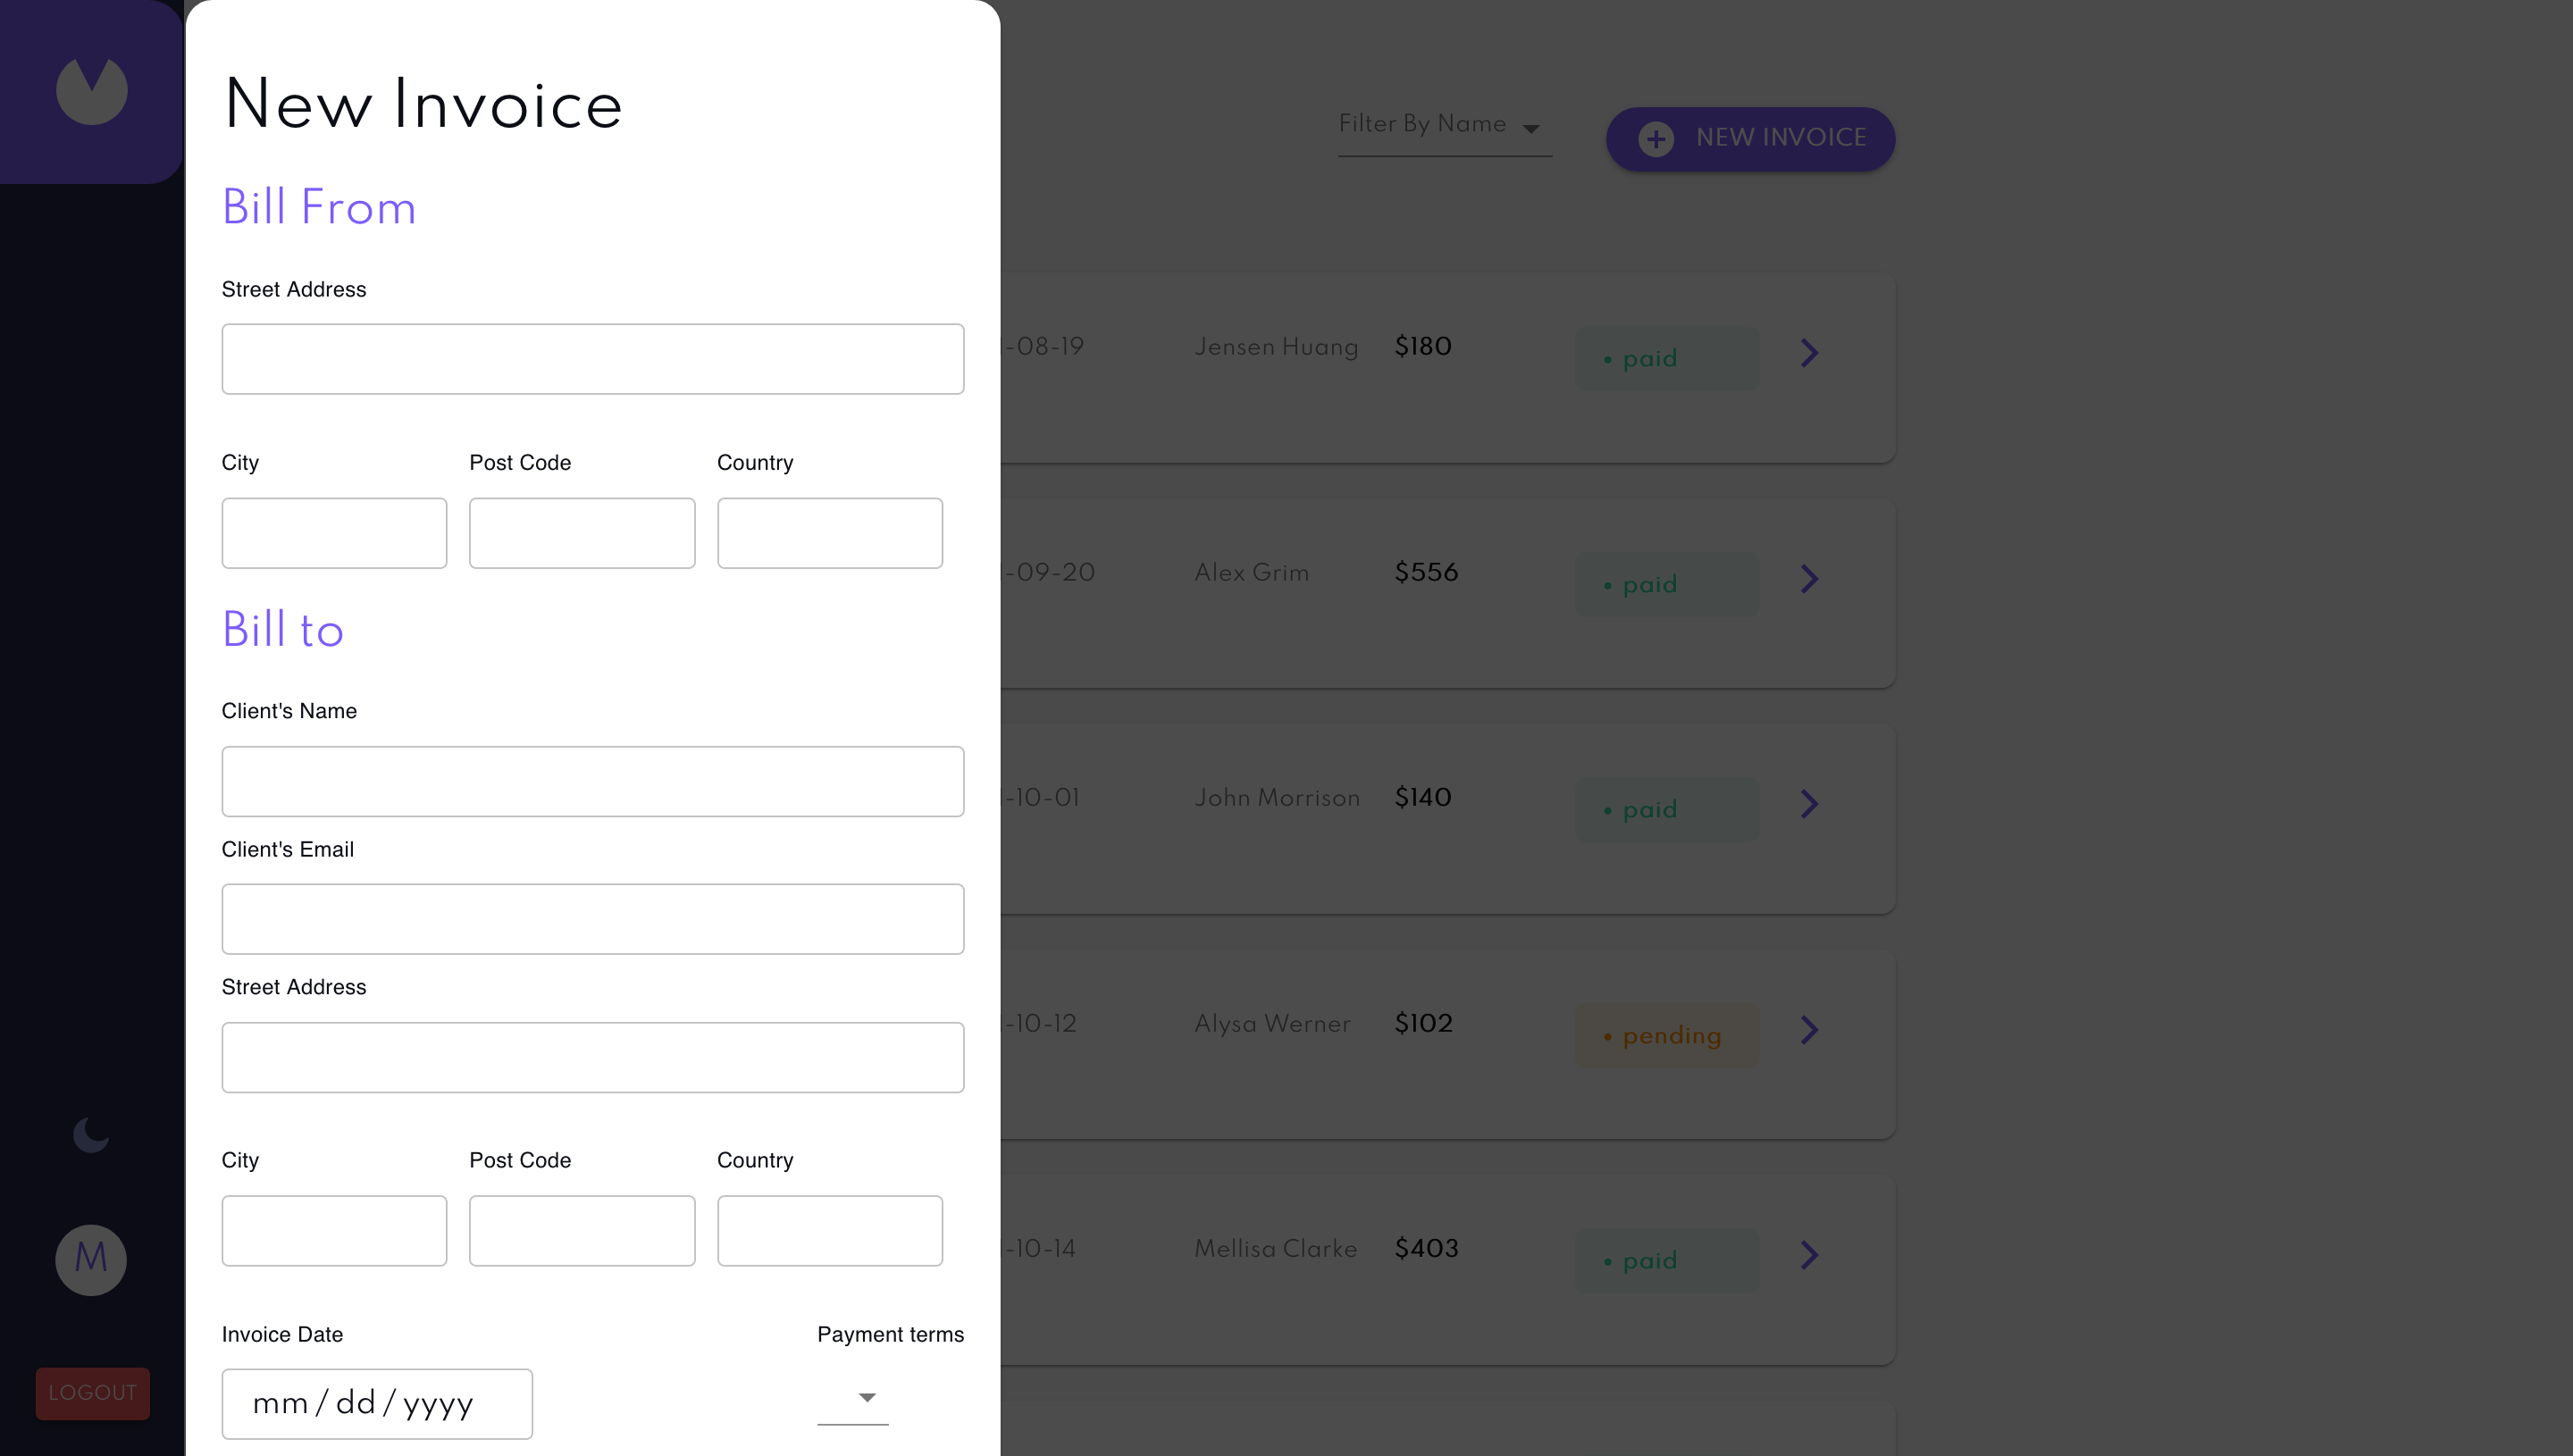 New Invoice
Bill From
Street Address
City Post Code Country
Bill to
Client's Name
Client's Email
Street Address
City Post Code Country
Invoice Date Payment terms
mm/dd/yyyy
Filter By Name
NEW INVOICE
-08-19 Jensen Huang $180 • paid
-09-20 Alex Grim $556 • paid
-10-01 John Morrison $140 • paid
-10-12 Alysa Werner $102 • pending
-10-14 Mellisa Clarke $403 • paid
M
LOGOUT